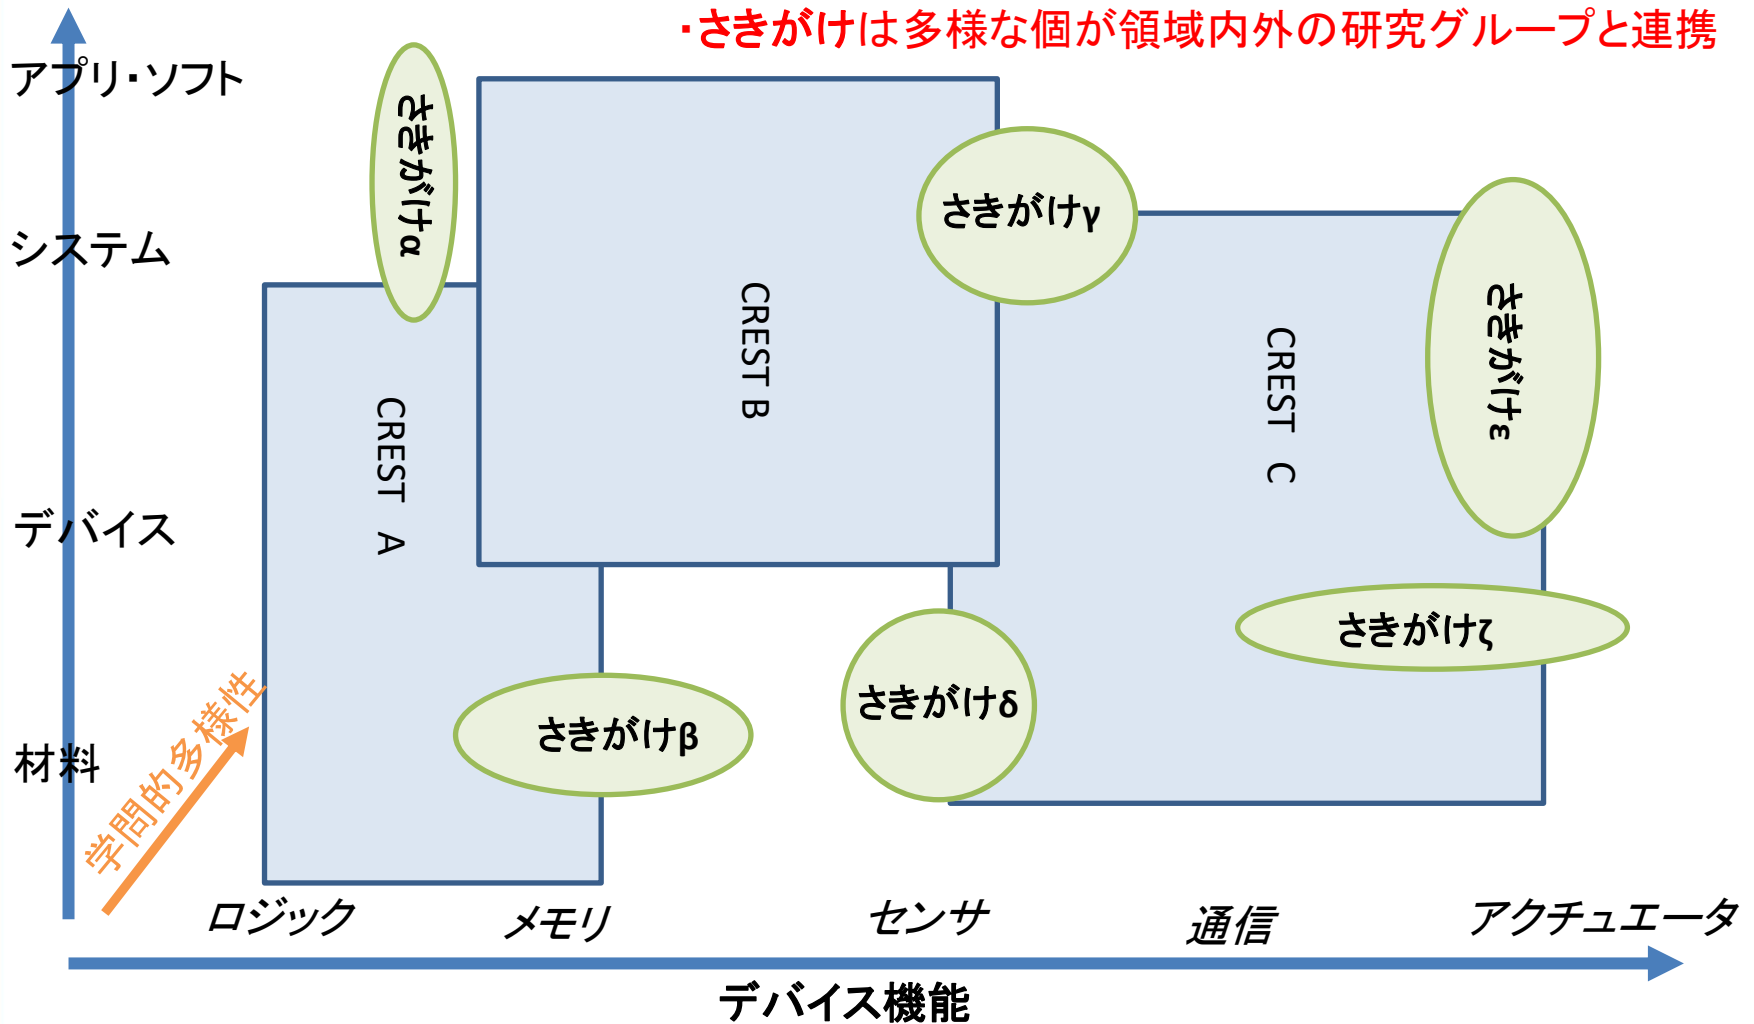 ・さきがけは多様な個が領域内外の研究グループと連携
アプリ・ソフト
システム
デバイス
材料
学問的多様性
さきがけα
CREST A
CREST B
さきがけγ
CREST C
さきがけε
さきがけζ
さきがけβ
さきがけδ
ロジック
メモリ
センサ
通信
アクチュエータ
デバイス機能